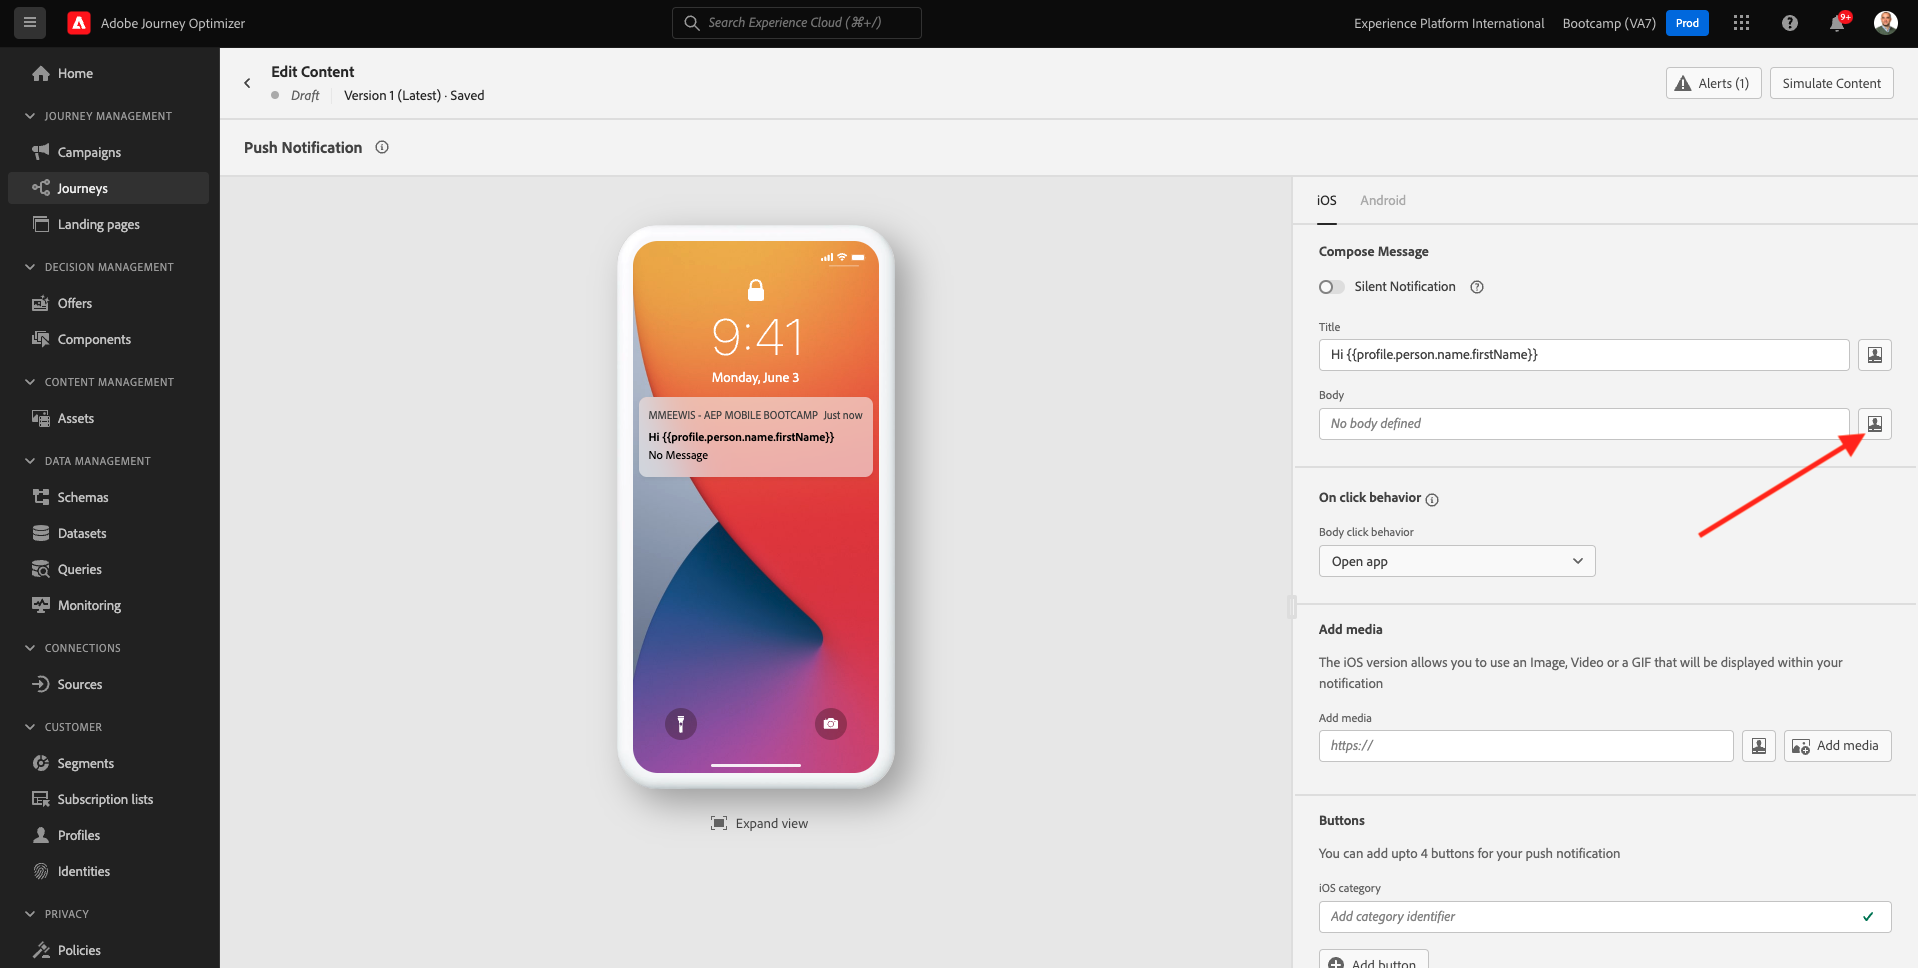 Adobe Journey Optimizer
Search Experience Cloud (⌘+/)
Experience Platform International
Bootcamp (VA7)
Prod
9+
Home
JOURNEY MANAGEMENT
Campaigns
Journeys
Landing pages
DECISION MANAGEMENT
Offers
Components
CONTENT MANAGEMENT
Assets
DATA MANAGEMENT
Schemas
Datasets
Queries
Monitoring
CONNECTIONS
Sources
CUSTOMER
Segments
Subscription lists
Profiles
Identities
PRIVACY
Policies
Edit Content
Draft
Version 1 (Latest) · Saved
Alerts (1)
Simulate Content
Push Notification
9:41
Monday, June 3
MMEEWIS - AEP MOBILE BOOTCAMP Just now
Hi {{profile.person.name.firstName}}
No Message
Expand view
iOS
Android
Compose Message
Silent Notification
Title
Hi {{profile.person.name.firstName}}
Body
No body defined
On click behavior
Body click behavior
Open app
Add media
The iOS version allows you to use an Image, Video or a GIF that will be displayed within your
notification
Add media
https://
Add media
Buttons
You can add upto 4 buttons for your push notification
iOS category
Add category identifier
Add button